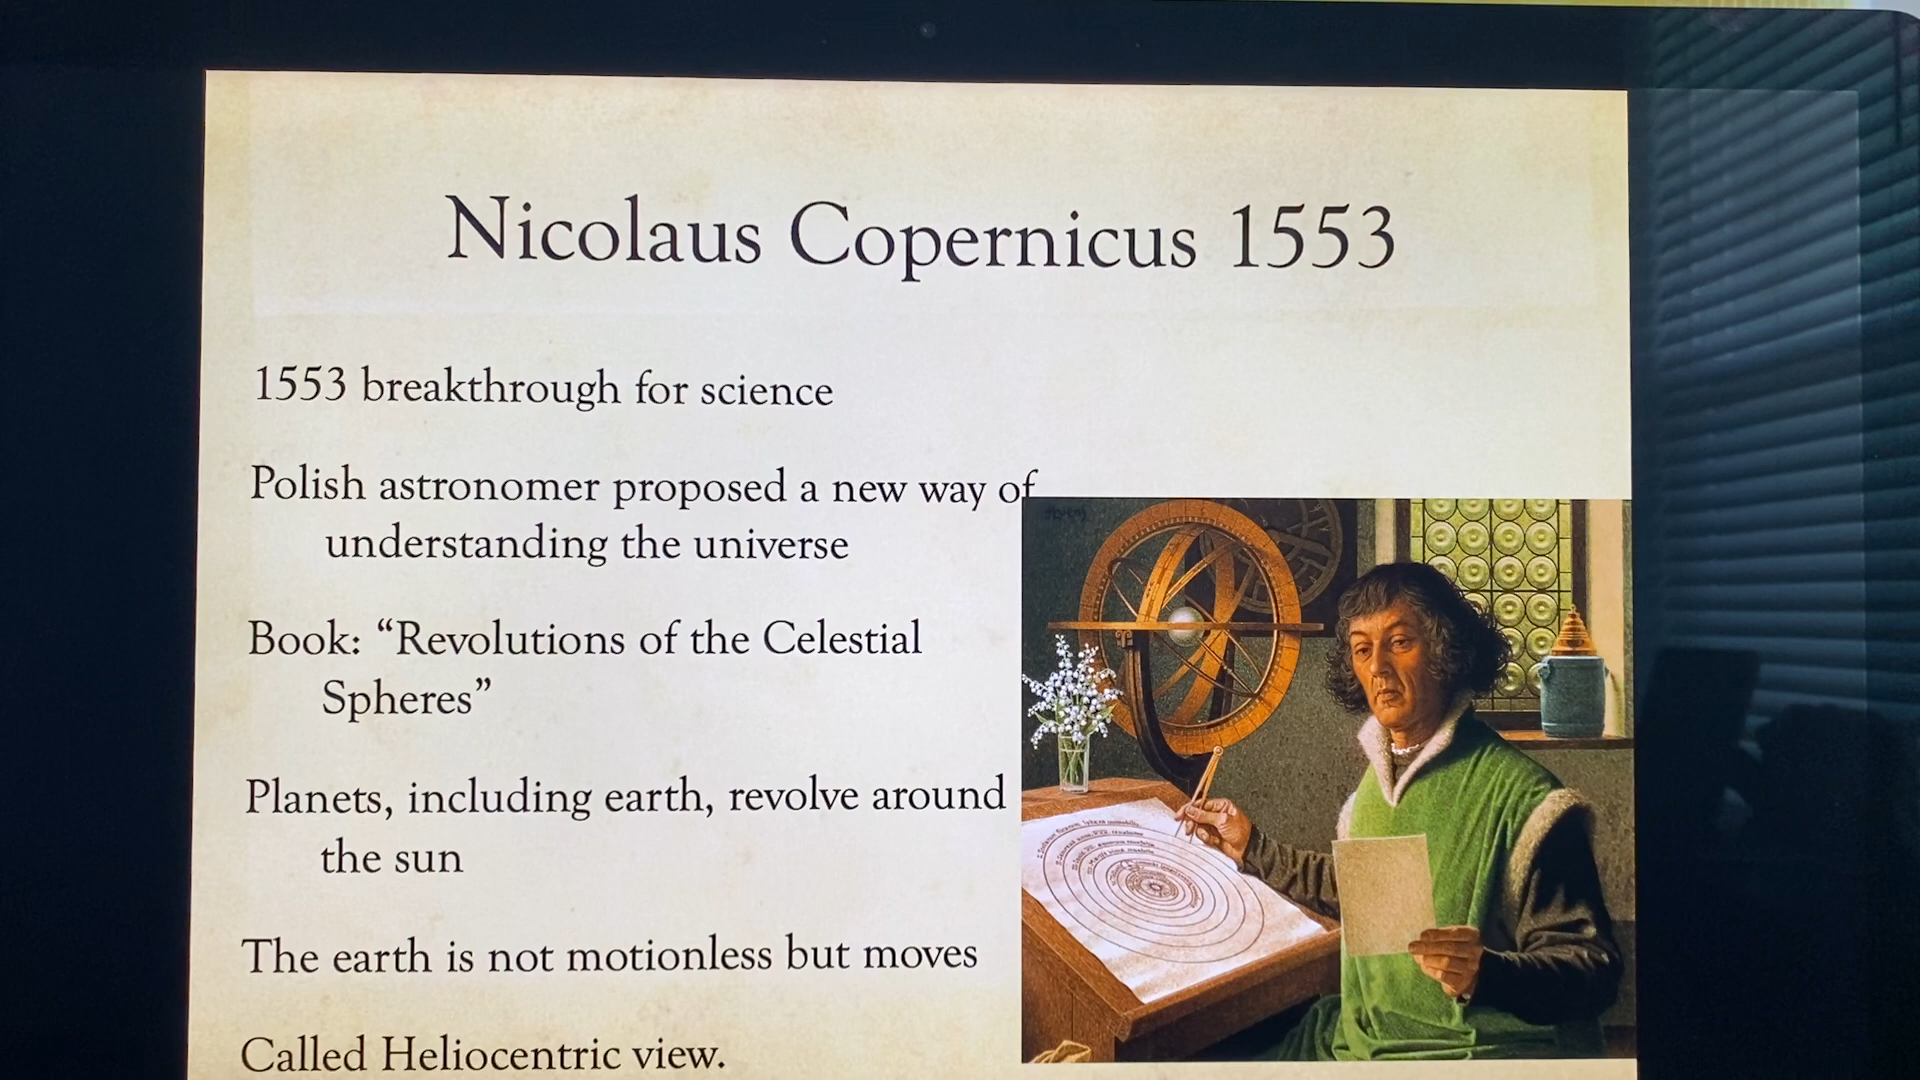 Nicolaus Copernicus 1553
1553 breakthrough for science
Polish astronomer proposed a new way of
understanding the universe
Book: “Revolutions of the Celestial
Spheres”
Planets, including earth, revolve around
the sun
The earth is not motionless but moves
Called Heliocentric view.